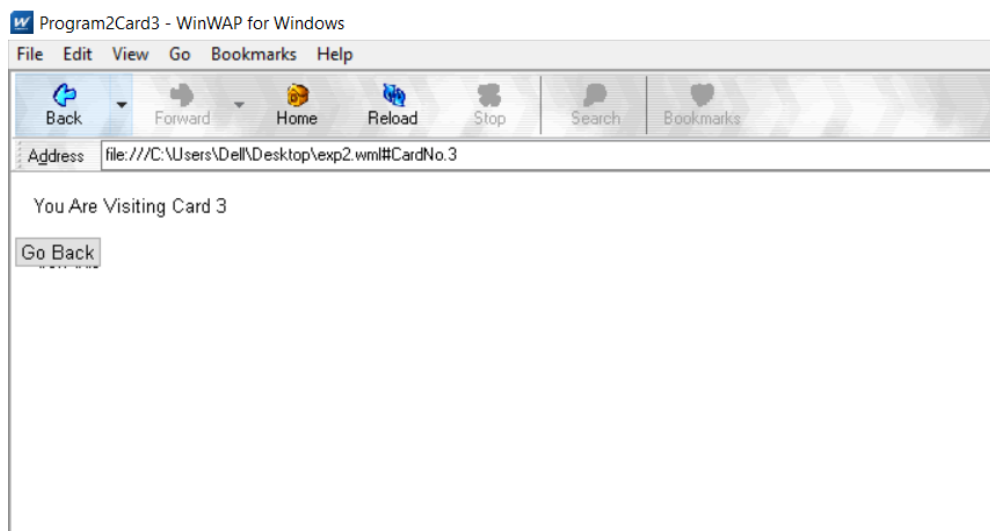 Program2Card3 - WinWAP for Windows
File Edit View Go Bookmarks Help
Back Forward Home Reload Stop Search Bookmarks
Address file:///C:\Users\Dell\Desktop\exp2.wml#CardNo.3
You Are Visiting Card 3
Go Back